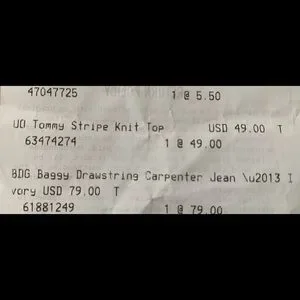 47047725 1 @ 5.50
UO Tommy Stripe Knit Top USD 49.00 T
63474274 1 @ 49.00
BDG Baggy Drawstring Carpenter Jean \u2013 I
vory USD 79.00 T
61881249 1 @ 79.00